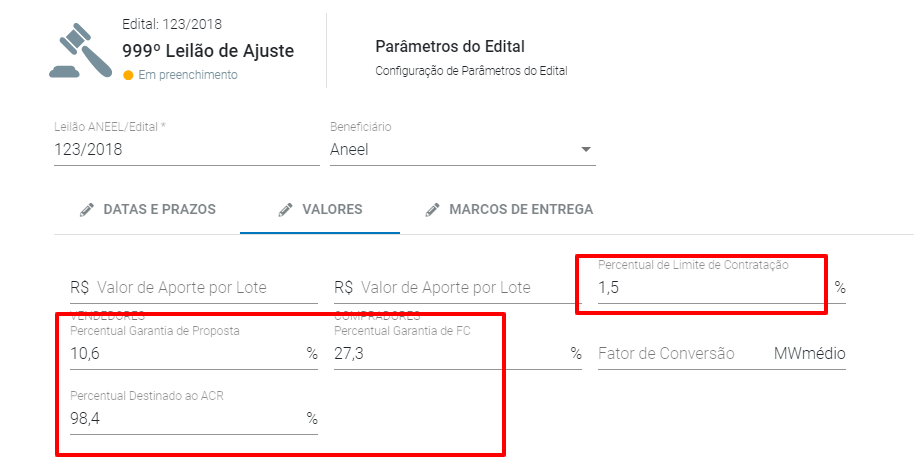 Edital: 123/2018
999º Leilão de Ajuste
Em preenchimento
Parâmetros do Edital
Configuração de Parâmetros do Edital
Leilão ANEEL/Edital *
123/2018
Beneficiário
Aneel
DATAS E PRAZOS
VALORES
MARCOS DE ENTREGA
R$ Valor de Aporte por Lote
VENDEDORES
R$ Valor de Aporte por Lote
COMPRADORES
Percentual de Limite de Contratação
1,5 %
Percentual Garantia de Proposta
10,6 %
Percentual Garantia de FC
27,3 %
Fator de Conversão MWmédio
Percentual Destinado ao ACR
98,4 %